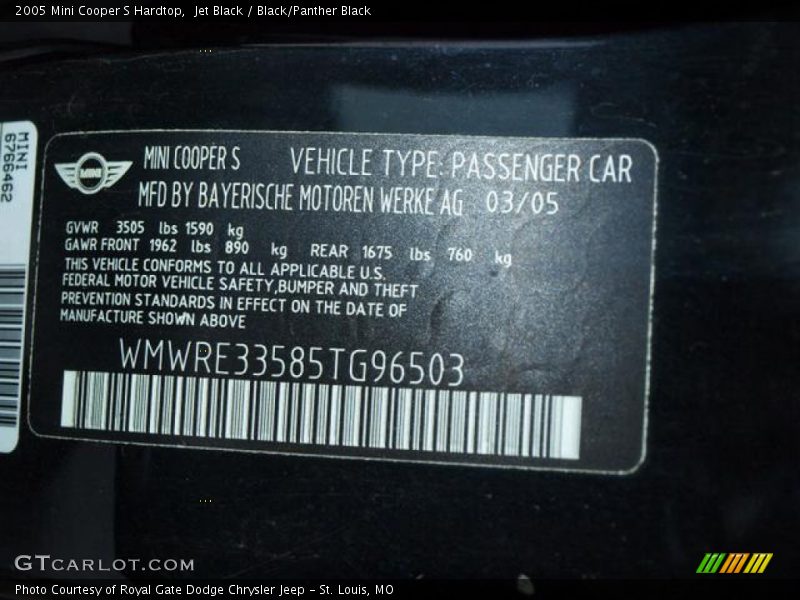 2005 Mini Cooper S Hardtop,  Jet Black / Black/Panther Black
MINI
6766462
MINI
MINI COOPER S VEHICLE TYPE: PASSENGER CAR
MFD BY BAYERISCHE MOTOREN WERKE AG 03/05
GVWR 3505 lbs 1590 kg
GAWR FRONT 1962 lbs 890 kg REAR 1675 lbs 760 kg
THIS VEHICLE CONFORMS TO ALL APPLICABLE U.S.
FEDERAL MOTOR VEHICLE SAFETY,BUMPER AND THEFT
PREVENTION STANDARDS IN EFFECT ON THE DATE OF
MANUFACTURE SHOWN ABOVE
WMWRE33585TG96503
GTCARLOT.COM
Photo Courtesy of Royal Gate Dodge Chrysler Jeep - St. Louis, MO